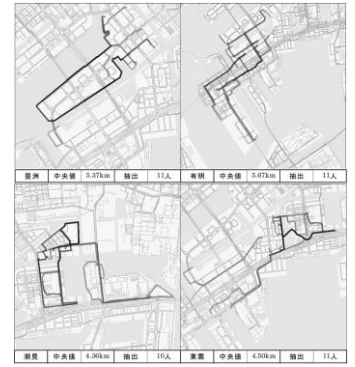 豊洲 中央値 5.37km 抽出 11人
有明 中央値 5.67km 抽出 11人
潮見 中央値 4.06km 抽出 10人
東雲 中央値 4.50km 抽出 11人